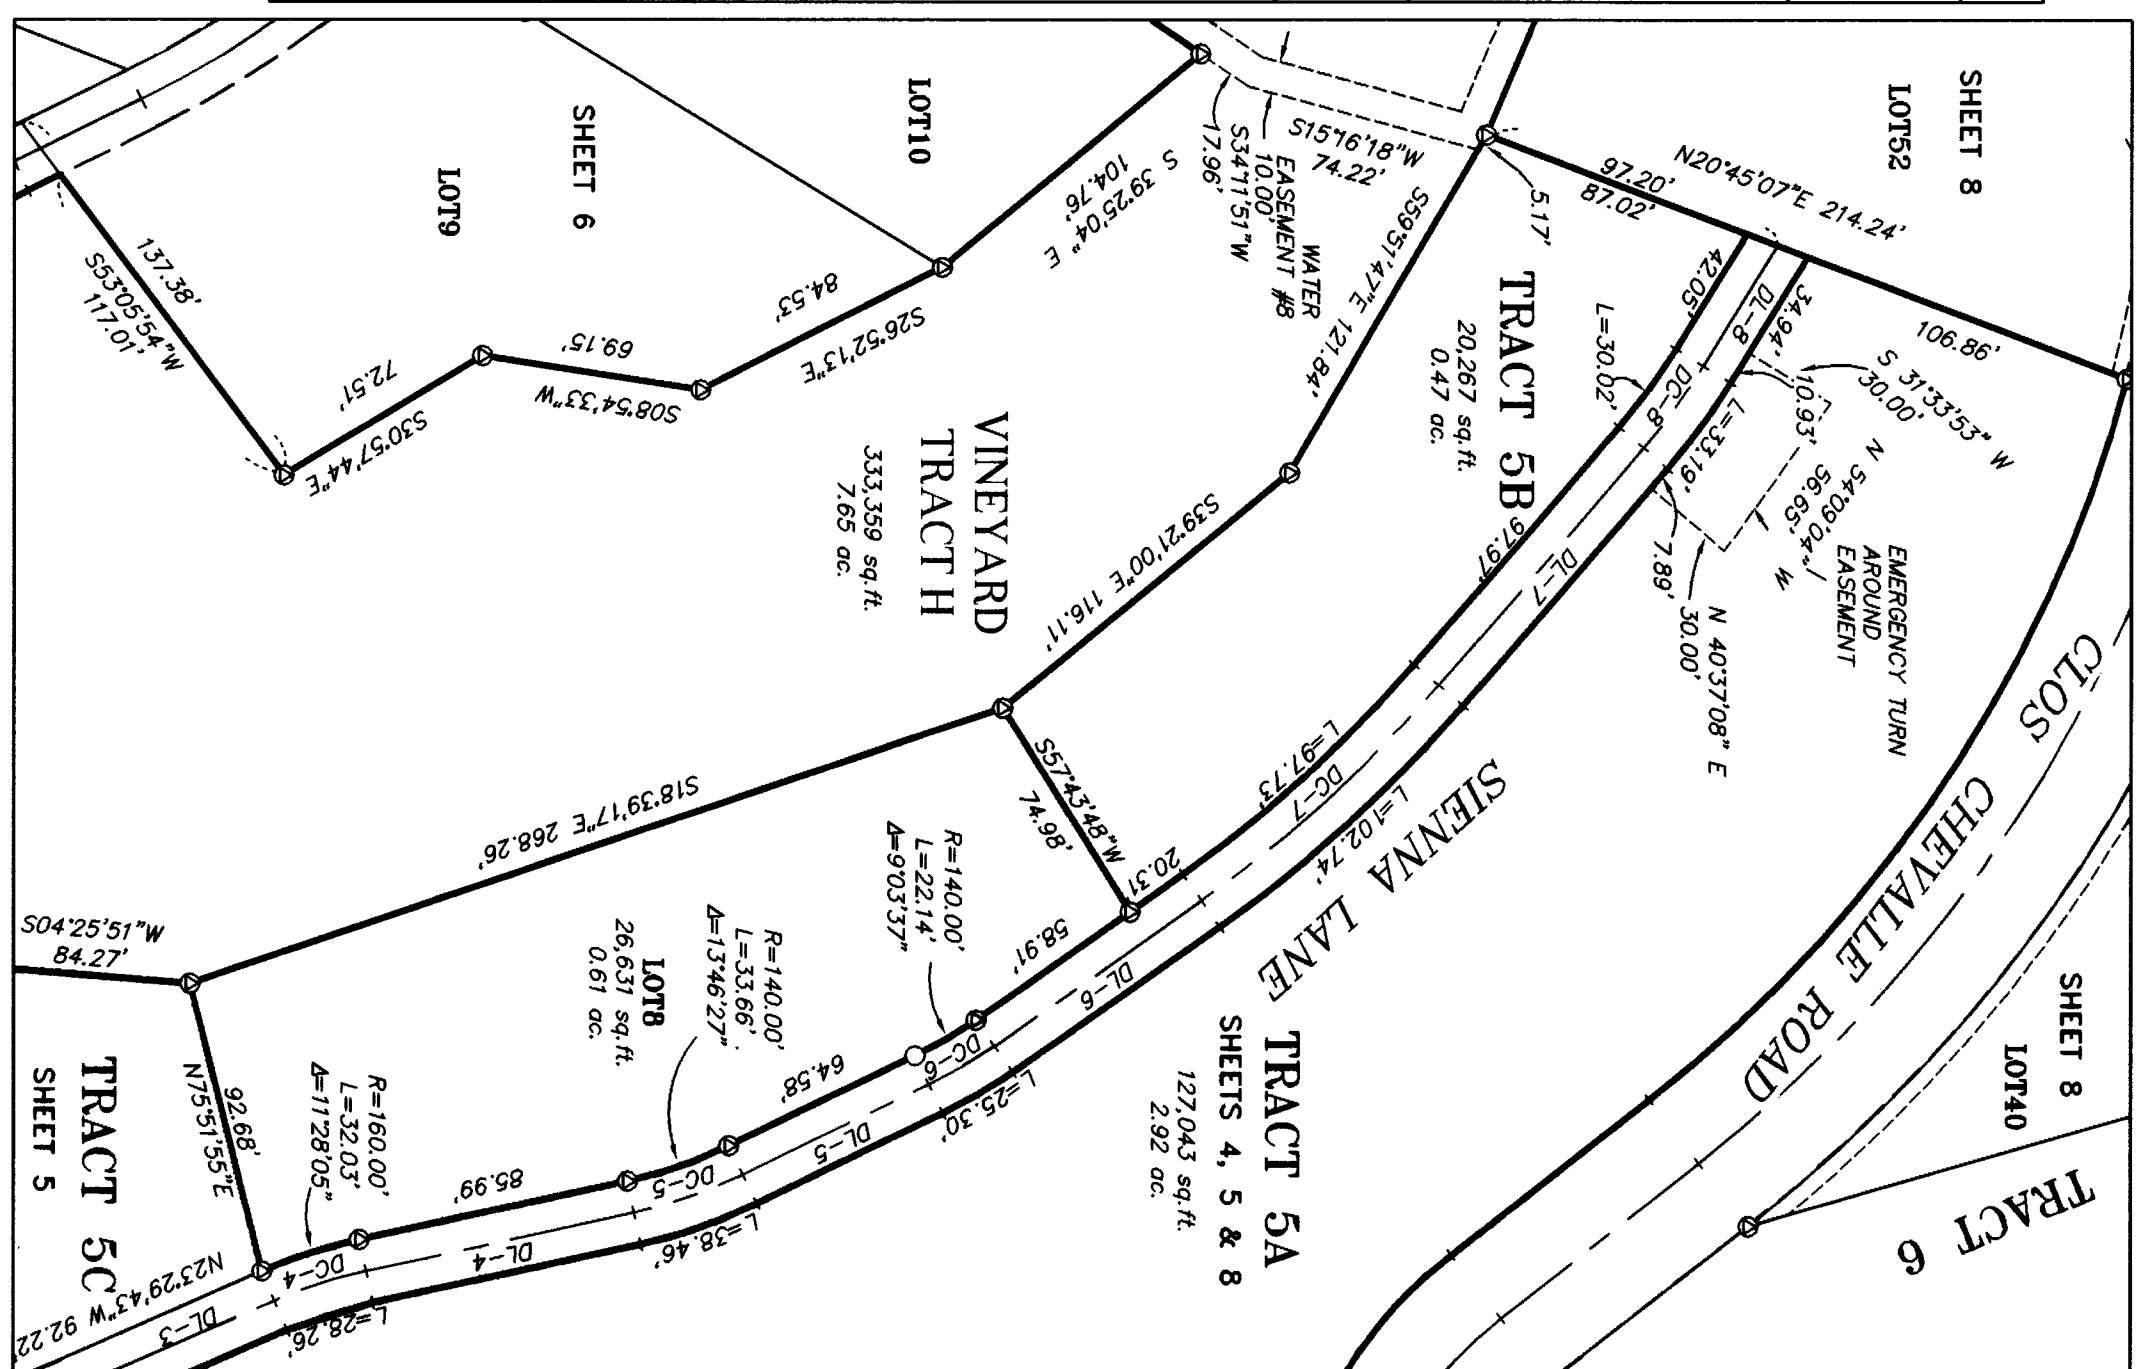 SHEET 8
LOT52
N20°45'07"E 214.24'
97.20'
87.02'
106.86'
5.17'
S15°16'18"W
74.22'
WATER
EASEMENT #8
10.00'
S34°11'51"W
17.96'
LOT10
S 39°25'04" E
104.76'
SHEET 6
LOT9
137.38'
S53°05'54"W
117.01'
72.51'
S30°57'44"E
69.15'
S08°54'33"W
84.53'
S26°52'13"E
S59°51'47"E 121.84'
TRACT 5B
20,267 sq.ft.
0.47 ac.
L=30.02'
42.05'
DL-8
34.94'
DC-8
L=33.19'
10.93'
S 31°33'53" W
30.00'
N 54°09'04" W
56.65'
EMERGENCY TURN
AROUND
EASEMENT
7.89'
N 40°37'08" E
30.00'
97.97'
DL-7
VINEYARD
TRACT H
333,359 sq.ft.
7.65 ac.
S39°21'00"E 116.11'
S57°43'48"W
74.98'
L=97.73'
DC-7
L=102.74'
20.31
SIENNA LANE
CLOS CHEVALLE ROAD
S18°39'17"E 268.26'
58.91'
DL-6
R=140.00'
L=22.14'
Δ=9°03'37"
DC-6
L=25.30'
LOT8
26,631 sq.ft.
0.61 ac.
R=140.00'
L=33.66'
Δ=13°46'27"
64.58'
DL-5
DC-5
L=38.46'
TRACT 5A
SHEETS 4, 5 & 8
127,043 sq.ft.
2.92 ac.
SHEET 8
LOT40
TRACT 6
S04°25'51"W
84.27'
92.68'
N75°51'55"E
TRACT 5C
SHEET 5
R=160.00'
L=32.03'
Δ=11°28'05"
85.99'
DL-4
DC-4
L=28.26'
N23°29'43"W 92.22'
DL-3